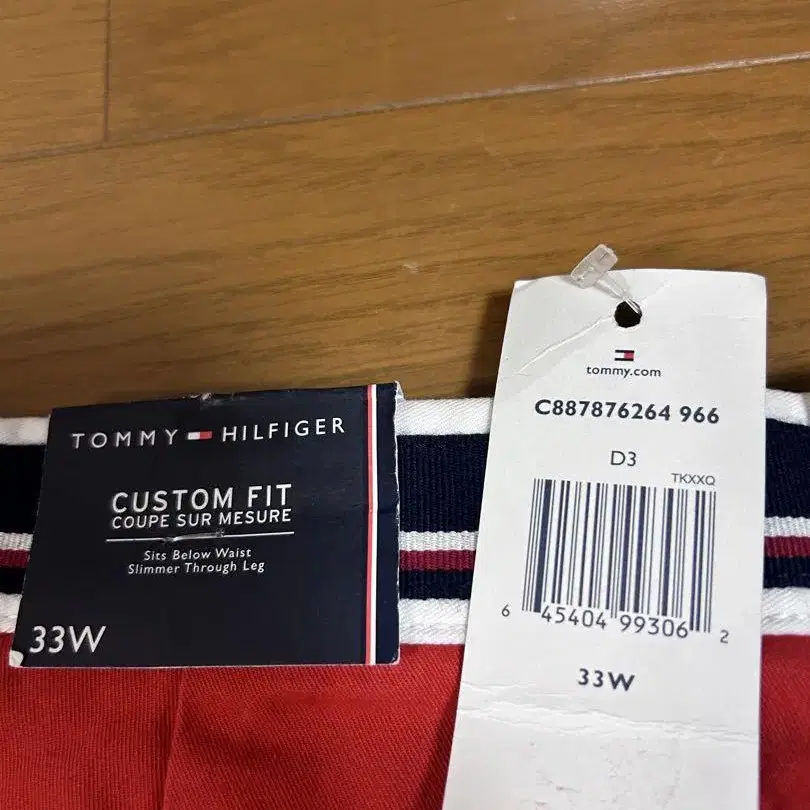 TOMMY HILFIGER
CUSTOM FIT
COUPE SUR MESURE
Sits Below Waist
Slimmer Through Leg
33W
tommy.com
C887876264 966
D3
TKXXQ
6 45404 99306 2
33W